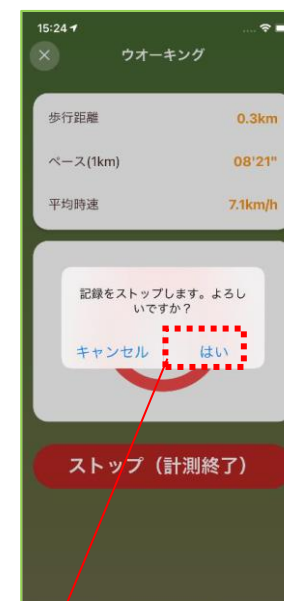 15:24
ウオーキング
歩行距離 0.3km
ペース(1km) 08'21"
平均時速 7.1km/h
記録をストップします。よろし
いですか？
キャンセル はい
ストップ（計測終了）